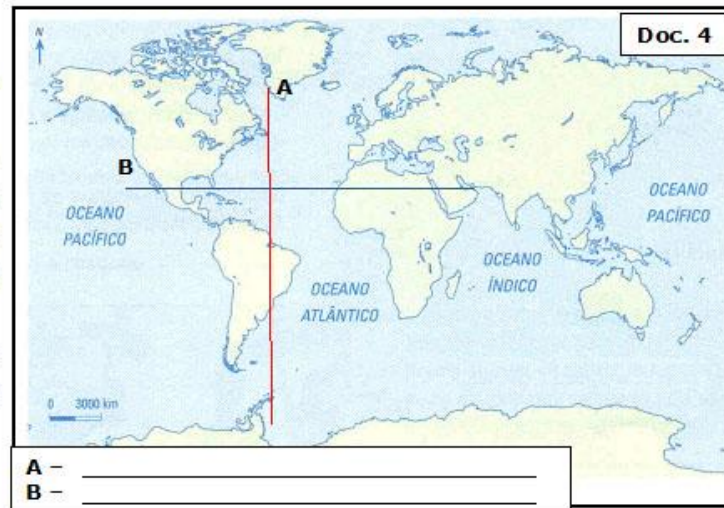 Doc. 4
N
A
B
OCEANO
PACÍFICO
OCEANO
ATLÂNTICO
OCEANO
ÍNDICO
OCEANO
PACÍFICO
0 3000 km
A –
B –